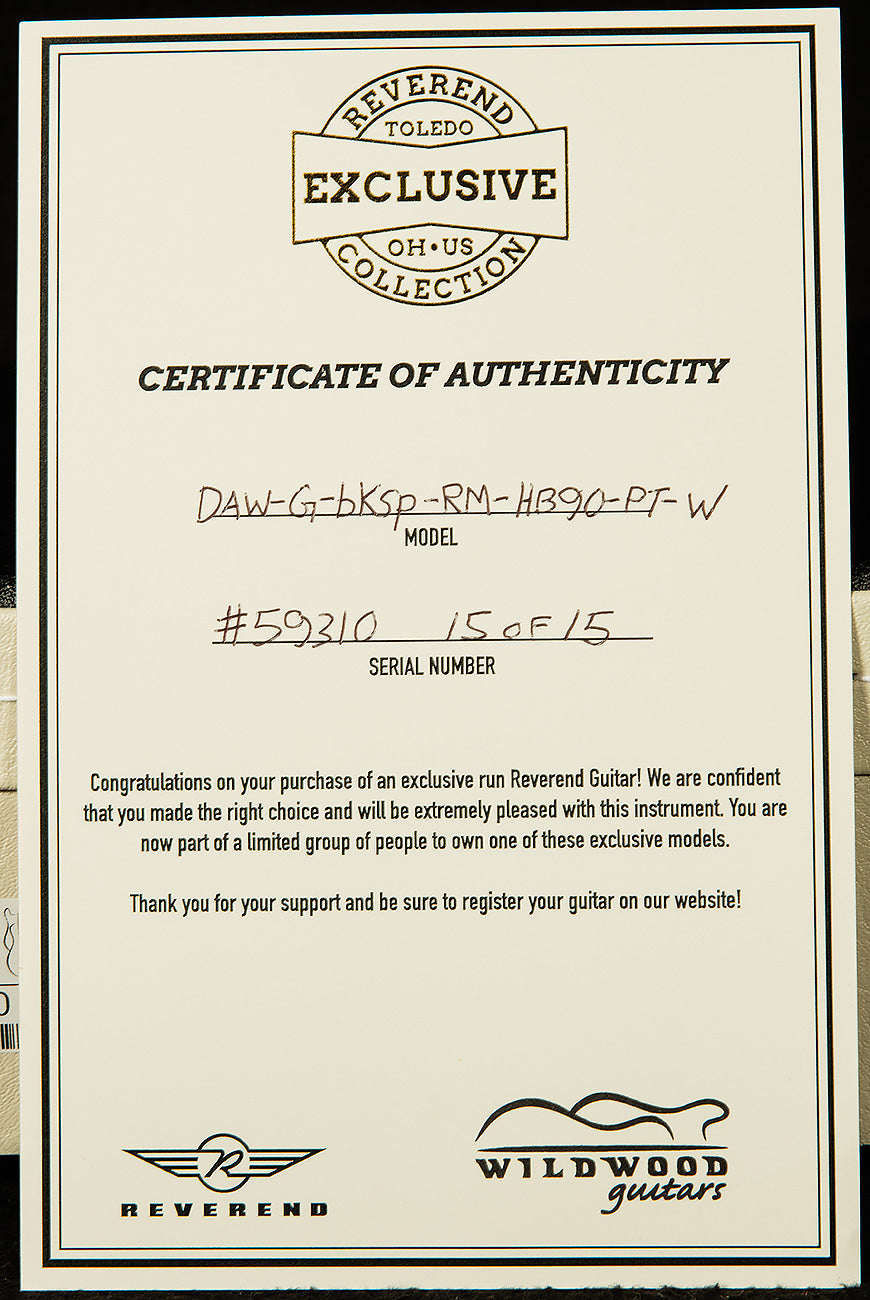 REVEREND
TOLEDO
EXCLUSIVE
OH•US
COLLECTION
CERTIFICATE OF AUTHENTICITY
DAW-G-bKSp-RM-HB90-PT-W
MODEL
#59310 15 OF 15
SERIAL NUMBER
Congratulations on your purchase of an exclusive run Reverend Guitar! We are confident
that you made the right choice and will be extremely pleased with this instrument. You are
now part of a limited group of people to own one of these exclusive models.
Thank you for your support and be sure to register your guitar on our website!
R
REVEREND
WILDWOOD
guitars